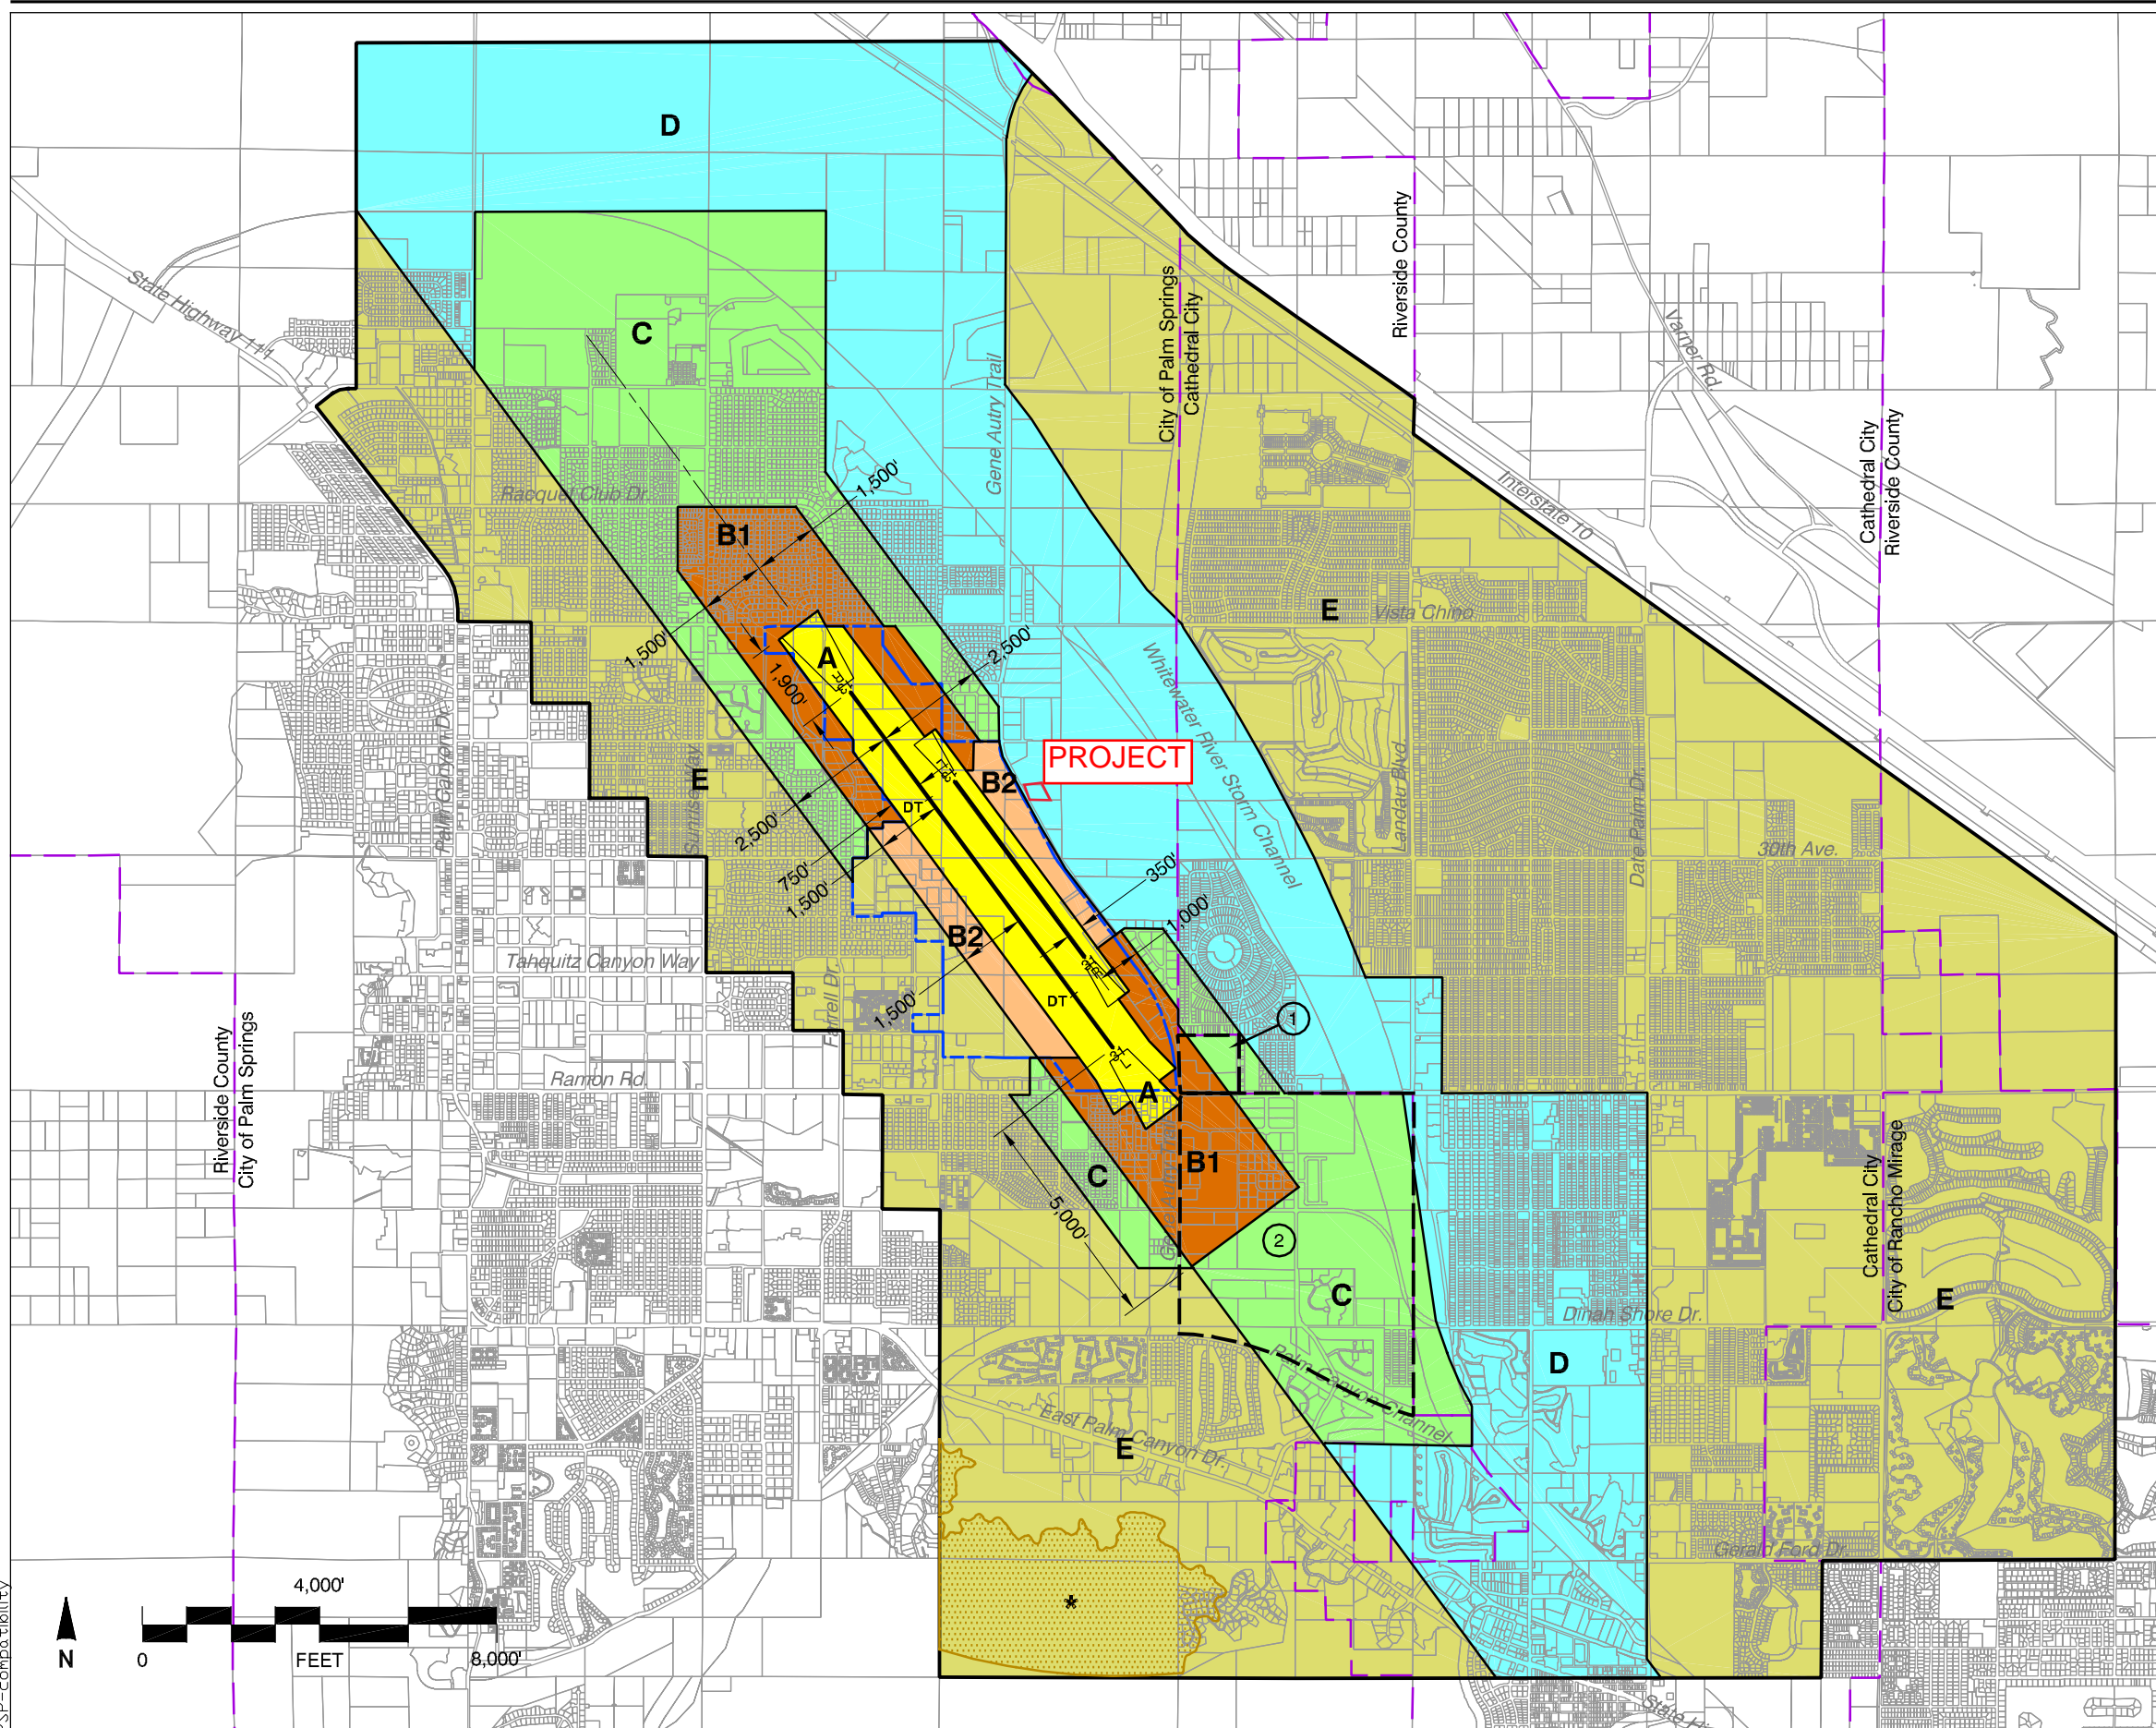 D
State Highway 111
C
Gene Autry Trail
City of Palm Springs
Cathedral City
Riverside County
Varner Rd.
Cathedral City
Riverside County
Racquet Club Dr.
1,500'
B1
Interstate 10
E
Vista Chino
1,500'
A
2,500'
1,900'
Whitewater River Storm Channel
PROJECT
B2
E
Palm Canyon Dr.
Sunrise Way
DT
Landau Blvd.
Date Palm Dr.
2,500'
750'
1,500'
350'
30th Ave.
1,000'
B2
Tahquitz Canyon Way
Farrell Dr.
1,500'
DT
1
Riverside County
City of Palm Springs
Ramon Rd.
A
C
B1
Gene Autry Trail
5,000'
2
C
Cathedral City
City of Rancho Mirage
E
Dinah Shore Dr.
D
Palm Canyon Channel
East Palm Canyon Dr.
E
Gerald Ford Dr.
*
4,000'
N
0
FEET
8,000'